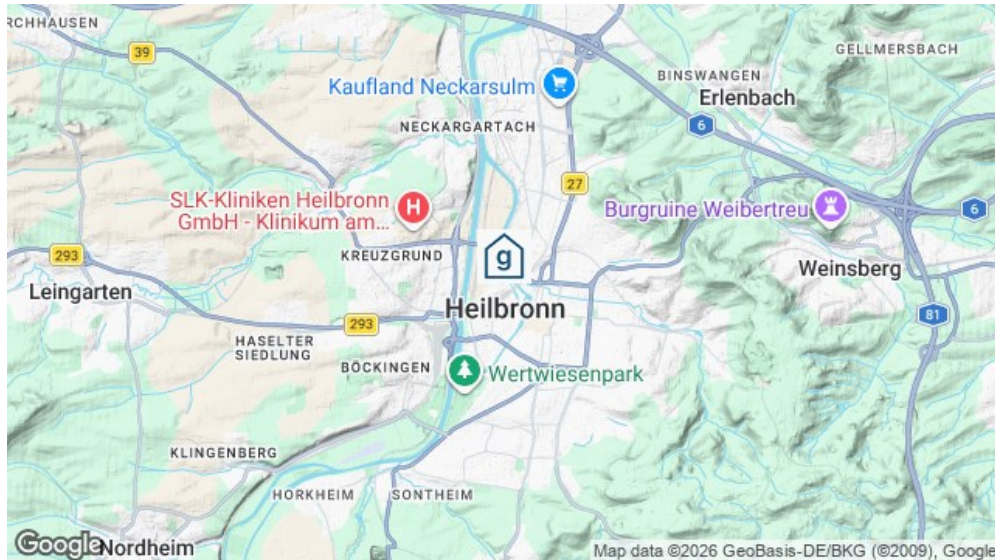 RCHHAUSEN
39
GELLMERSBACH
Kaufland Neckarsulm
BINSWANGEN
Erlenbach
NECKARGARTACH
6
27
SLK-Kliniken Heilbronn
GmbH - Klinikum am...
H
Burgruine Weibertreu
6
293
KREUZGRUND
g
Weinsberg
Leingarten
Heilbronn
81
293
HASELTER
SIEDLUNG
BÖCKINGEN
Wertwiesenpark
KLINGENBERG
HORKHEIM
SONTHEIM
Google
Nordheim
Map data ©2026 GeoBasis-DE/BKG (©2009), Google